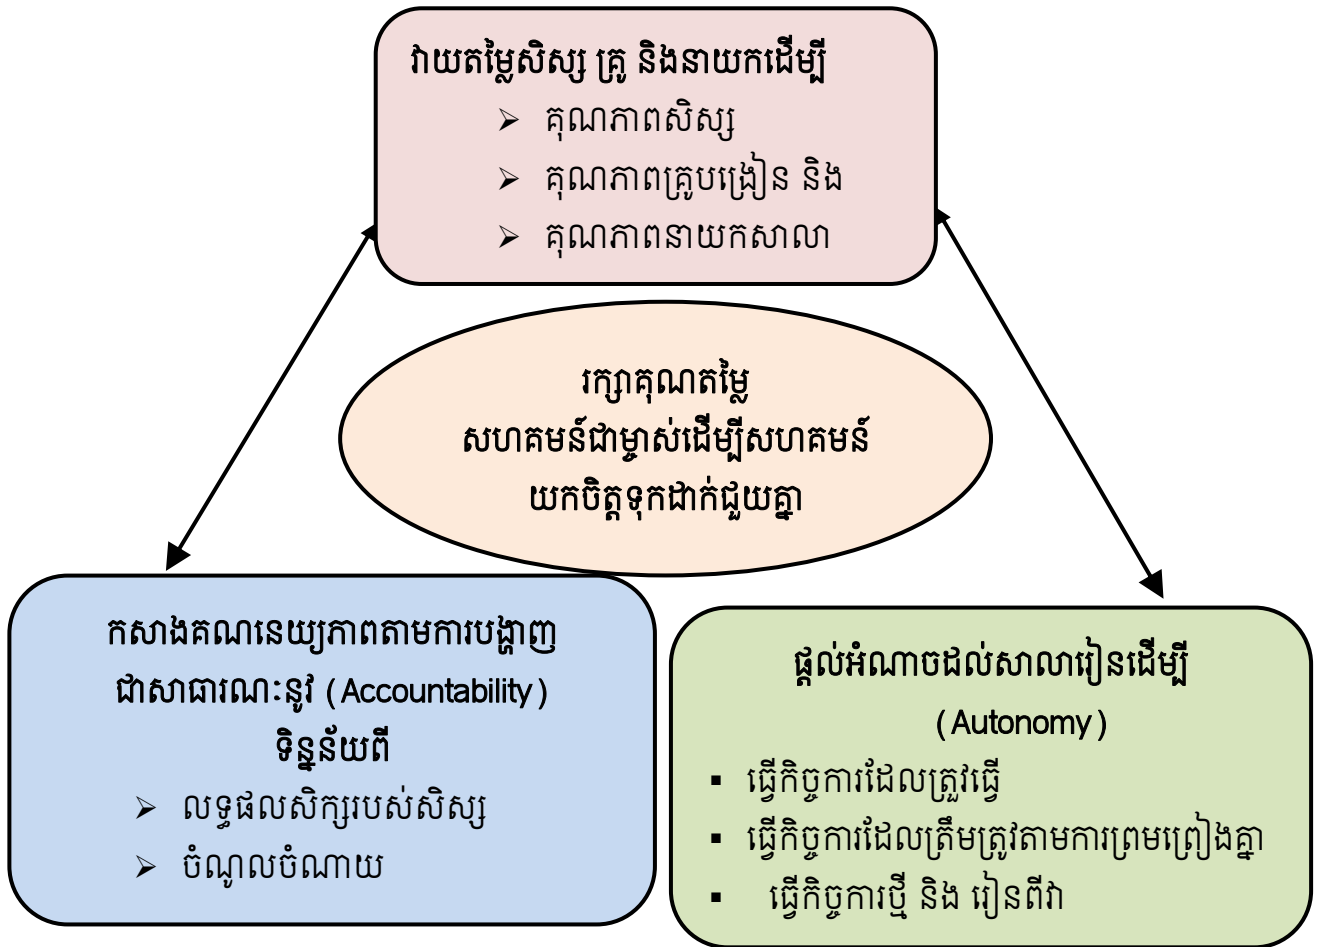 វាយតម្លៃសិស្ស គ្រូ និងនាយកដើម្បី
➢ គុណភាពសិស្ស
➢ គុណភាពគ្រូបង្រៀន និង
➢ គុណភាពនាយកសាលា
រក្សាគុណតម្លៃ
សហគមន៍ជាម្ចាស់ដើម្បីសហគមន៍
យកចិត្តទុកដាក់ជួយគ្នា
កសាងគណនេយ្យភាពតាមការបង្ហាញ
ជាសាធារណៈនូវ (Accountability)
ទិន្នន័យពី
➢ លទ្ធផលសិក្សារបស់សិស្ស
➢ ចំណូលចំណាយ
ផ្តល់អំណាចដល់សាលារៀនដើម្បី
(Autonomy)
▪ ធ្វើកិច្ចការដែលត្រូវធ្វើ
▪ ធ្វើកិច្ចការដែលត្រឹមត្រូវតាមការព្រមព្រៀងគ្នា
▪ ធ្វើកិច្ចការថ្មី និង រៀនពីវា